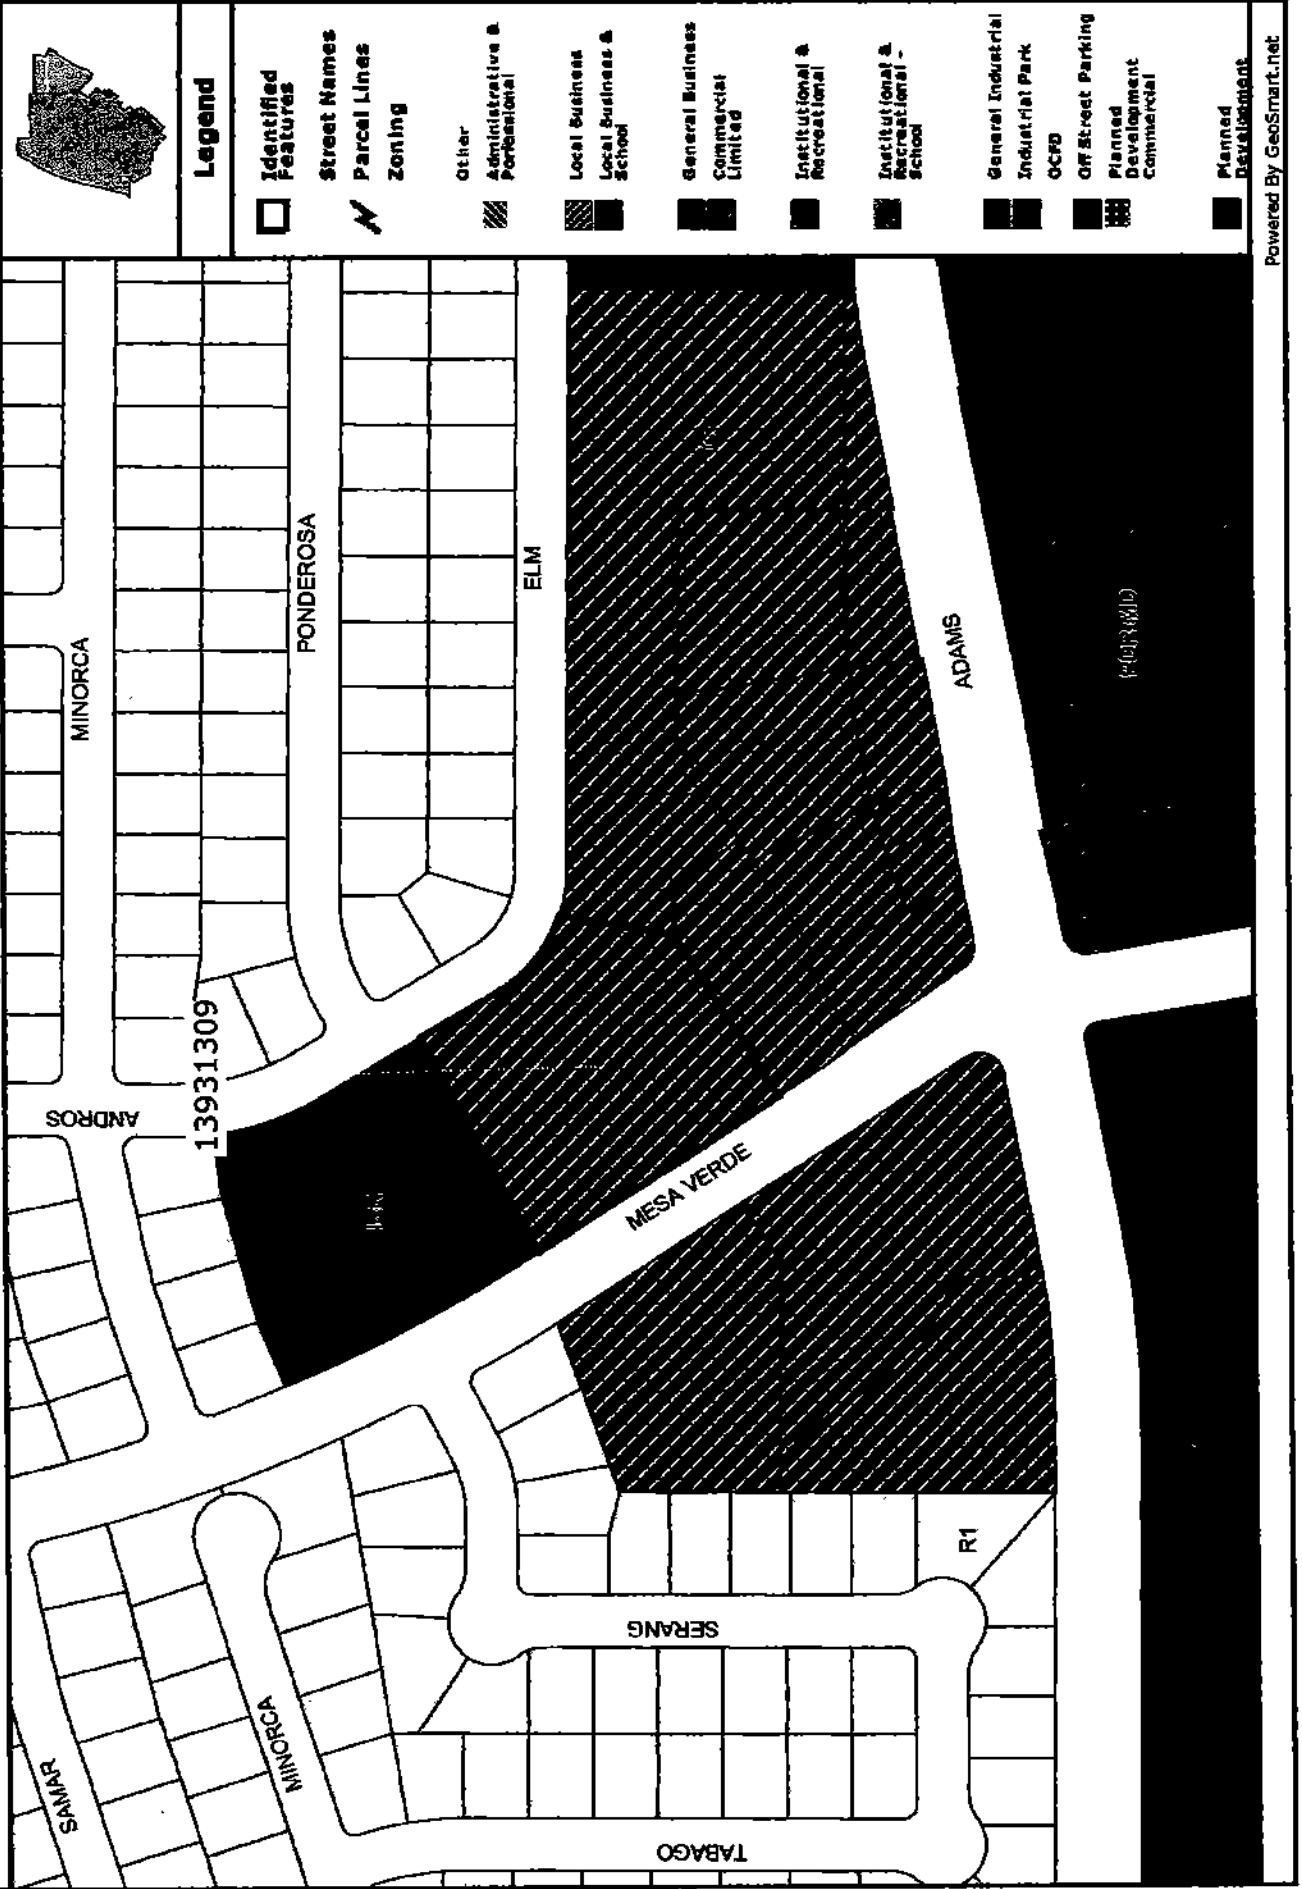 Legend
Identified
Features
Street Names
Parcel Lines
Zoning
Other
Administrative &
Porfessional
Local Business
Local Business &
School
General Business
Commercial
Limited
Institutional &
Recreational
Institutional &
Recreational -
School
General Industrial
Industrial Park
Off Street Parking
Planned
Development
Commercial
Planned
Development
Powered By GeoSmart.net
MINORCA
PONDEROSA
ELM
ADAMS
ANDROS
13931309
MESA VERDE
SAMAR
MINORCA
SERANG
TABAGO
R1